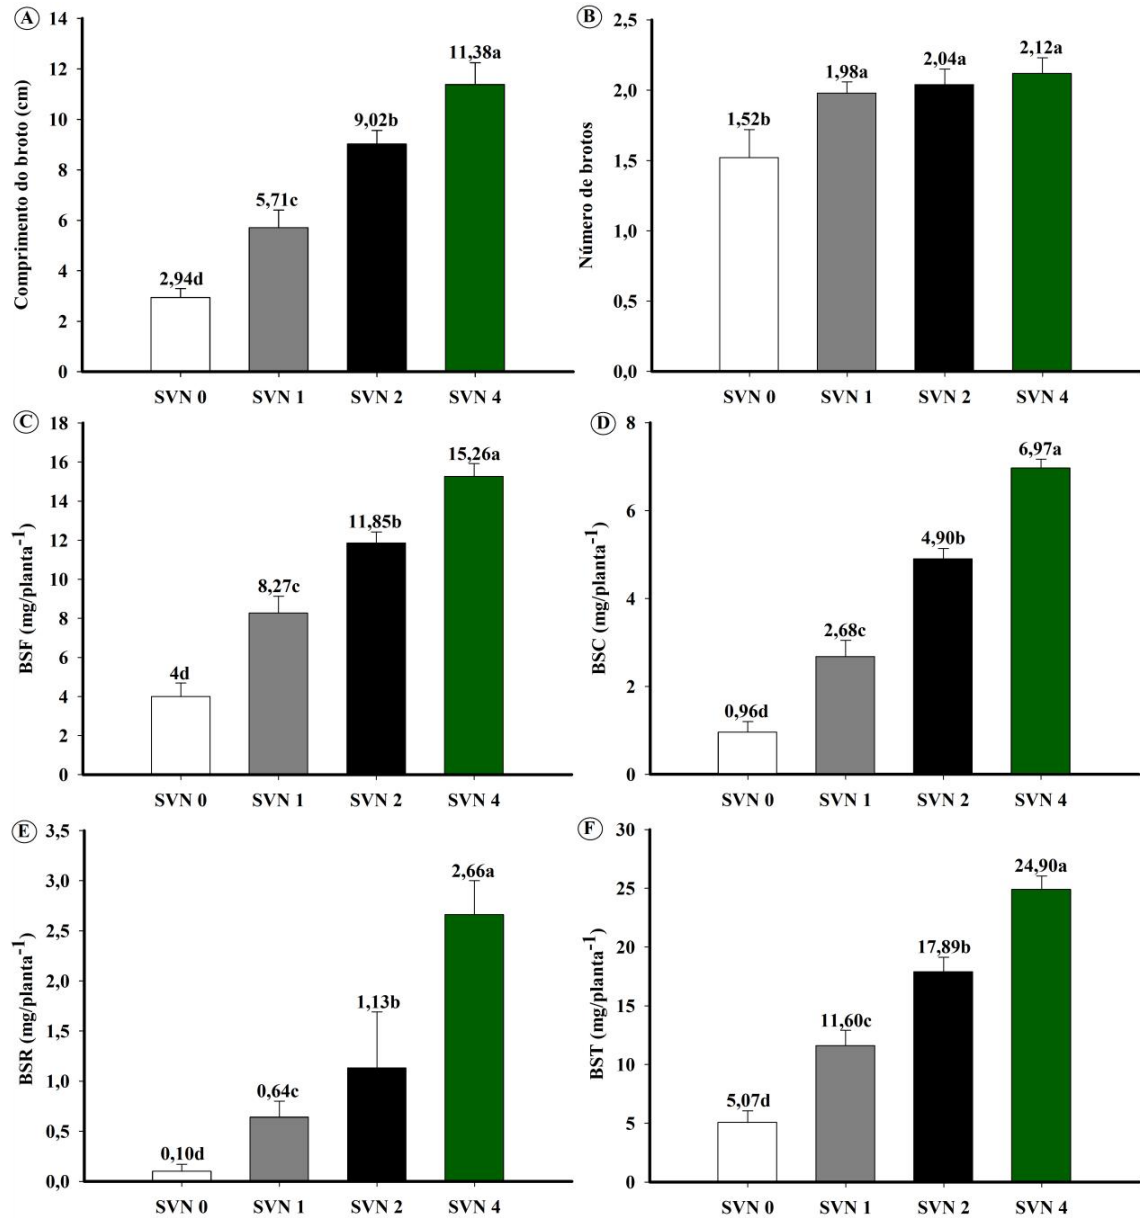 A
Comprimento do broto (cm)
14
12
10
8
6
4
2
0
2,94d
5,71c
9,02b
11,38a
SVN 0 SVN 1 SVN 2 SVN 4
B
Número de brotos
2,5
2,0
1,5
1,0
0,5
0,0
1,52b
1,98a
2,04a
2,12a
SVN 0 SVN 1 SVN 2 SVN 4
C
BSF (mg/planta⁻¹)
18
16
14
12
10
8
6
4
2
0
4d
8,27c
11,85b
15,26a
SVN 0 SVN 1 SVN 2 SVN 4
D
BSC (mg/planta⁻¹)
8
6
4
2
0
0,96d
2,68c
4,90b
6,97a
SVN 0 SVN 1 SVN 2 SVN 4
E
BSR (mg/planta⁻¹)
3,5
3,0
2,5
2,0
1,5
1,0
0,5
0,0
0,10d
0,64c
1,13b
2,66a
SVN 0 SVN 1 SVN 2 SVN 4
F
BST (mg/planta⁻¹)
30
25
20
15
10
5
0
5,07d
11,60c
17,89b
24,90a
SVN 0 SVN 1 SVN 2 SVN 4